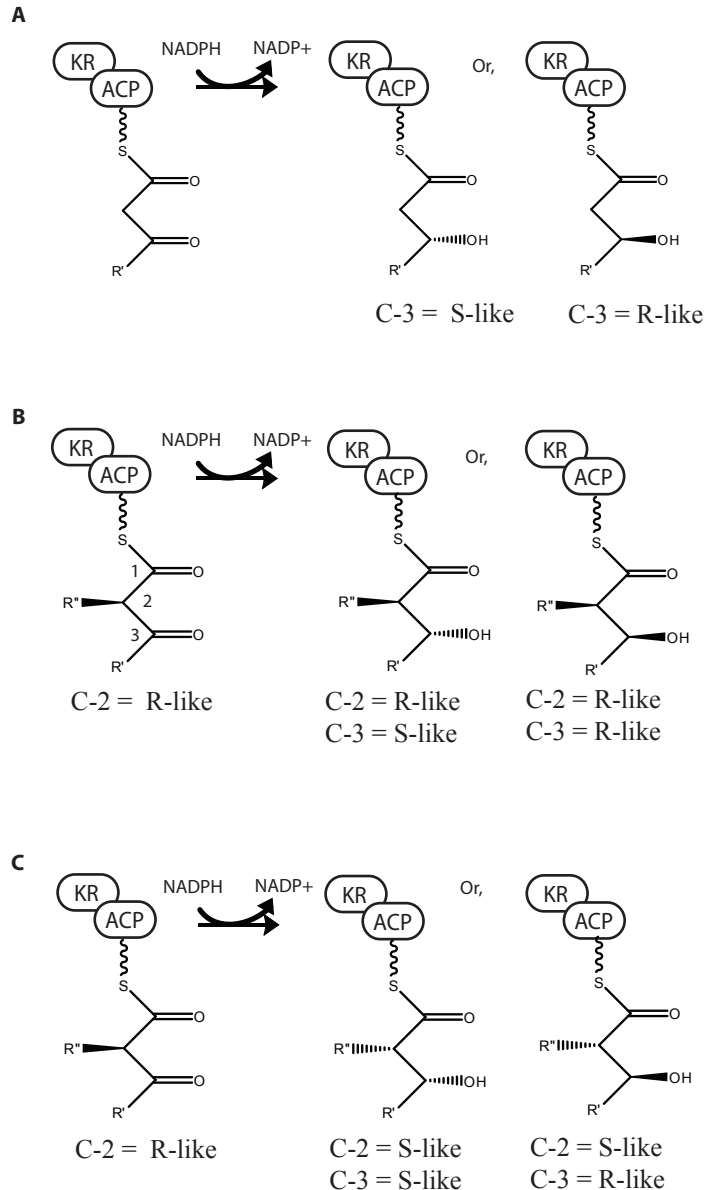 A
KR
ACP
NADPH NADP+
KR
ACP
Or,
KR
ACP
S
O
O
R'
S
O
OH
R'
S
O
OH
R'
C-3 = S-like
C-3 = R-like
B
KR
ACP
NADPH NADP+
KR
ACP
Or,
KR
ACP
S
1
O
R"
2
3
O
R'
S
O
R"
OH
R'
S
O
R"
OH
R'
C-2 = R-like
C-2 = R-like
C-3 = S-like
C-2 = R-like
C-3 = R-like
C
KR
ACP
NADPH NADP+
KR
ACP
Or,
KR
ACP
S
O
R"
O
R'
S
O
R"
OH
R'
S
O
R"
OH
R'
C-2 = R-like
C-2 = S-like
C-3 = S-like
C-2 = S-like
C-3 = R-like